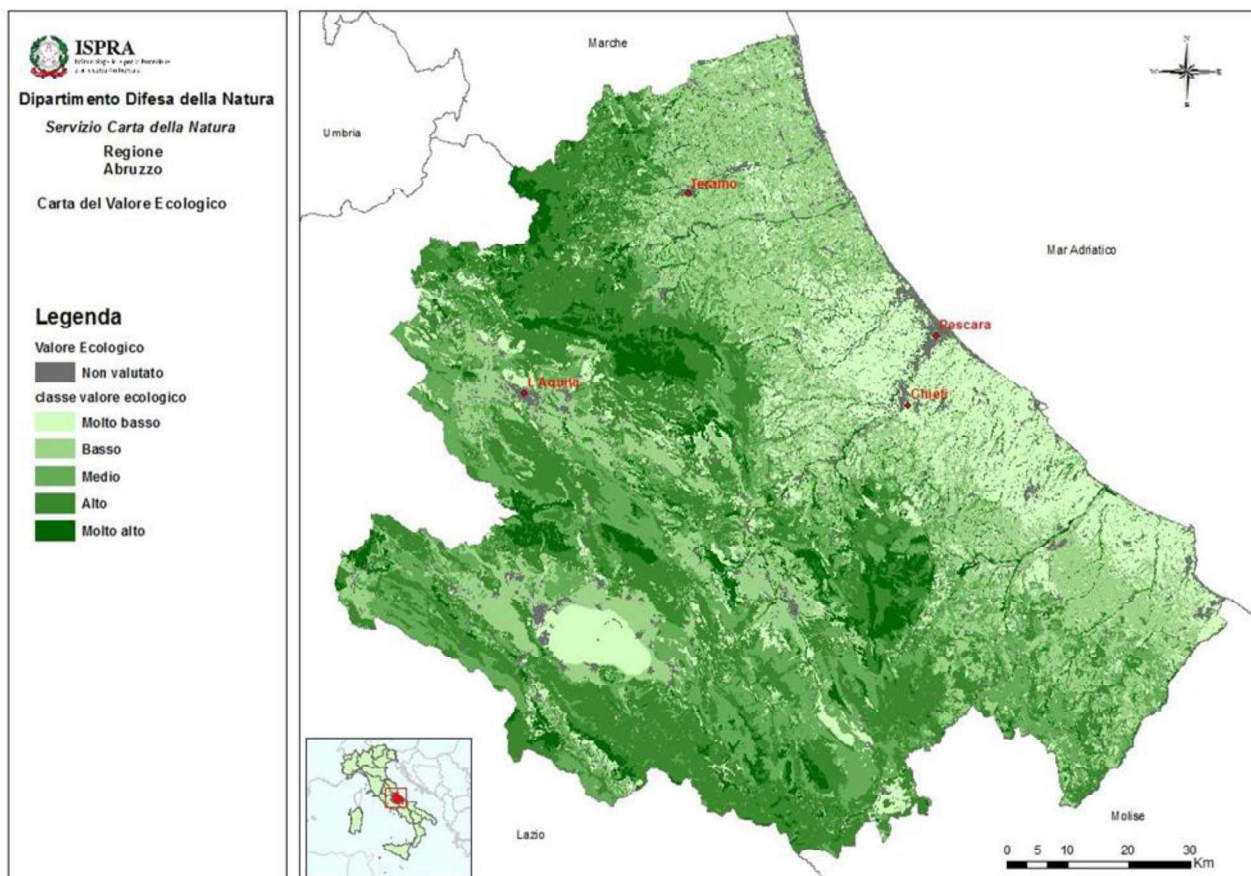 ISPRA
Dipartimento Difesa della Natura
Servizio Carta della Natura
Regione
Abruzzo
Carta del Valore Ecologico
Legenda
Valore Ecologico
Non valutato
classe valore ecologico
Molto basso
Basso
Medio
Alto
Molto alto
Marche
Umbria
N
W
E
S
Teramo
Mar Adriatico
Pescara
L'Aquila
Chieti
Lazio
Molise
0 5 10 20 30
Km